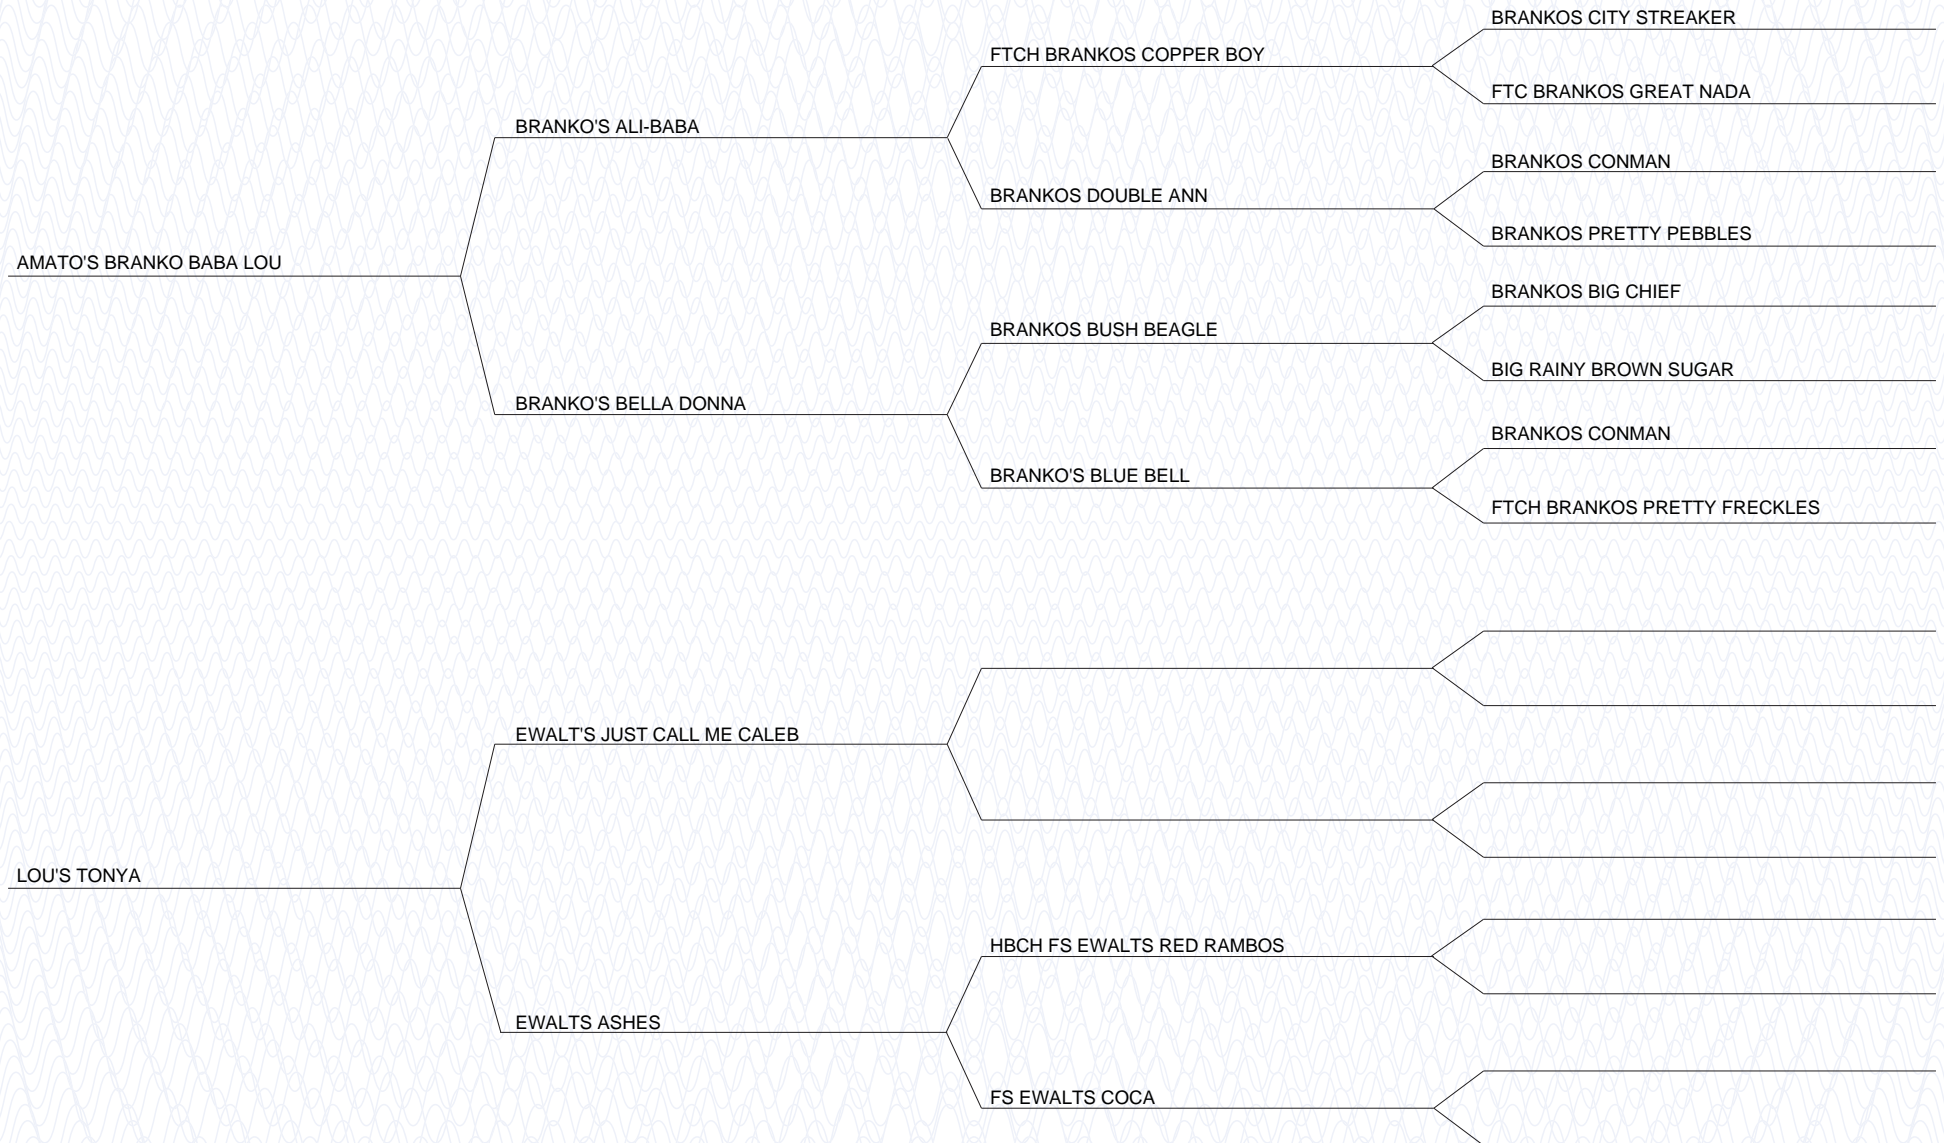 BRANKOS CITY STREAKER
FTCH BRANKOS COPPER BOY
FTC BRANKOS GREAT NADA
BRANKO'S ALI-BABA
BRANKOS CONMAN
BRANKOS DOUBLE ANN
BRANKOS PRETTY PEBBLES
AMATO'S BRANKO BABA LOU
BRANKOS BIG CHIEF
BRANKOS BUSH BEAGLE
BIG RAINY BROWN SUGAR
BRANKO'S BELLA DONNA
BRANKOS CONMAN
BRANKO'S BLUE BELL
FTCH BRANKOS PRETTY FRECKLES
EWALT'S JUST CALL ME CALEB
LOU'S TONYA
HBCH FS EWALTS RED RAMBOS
EWALTS ASHES
FS EWALTS COCA